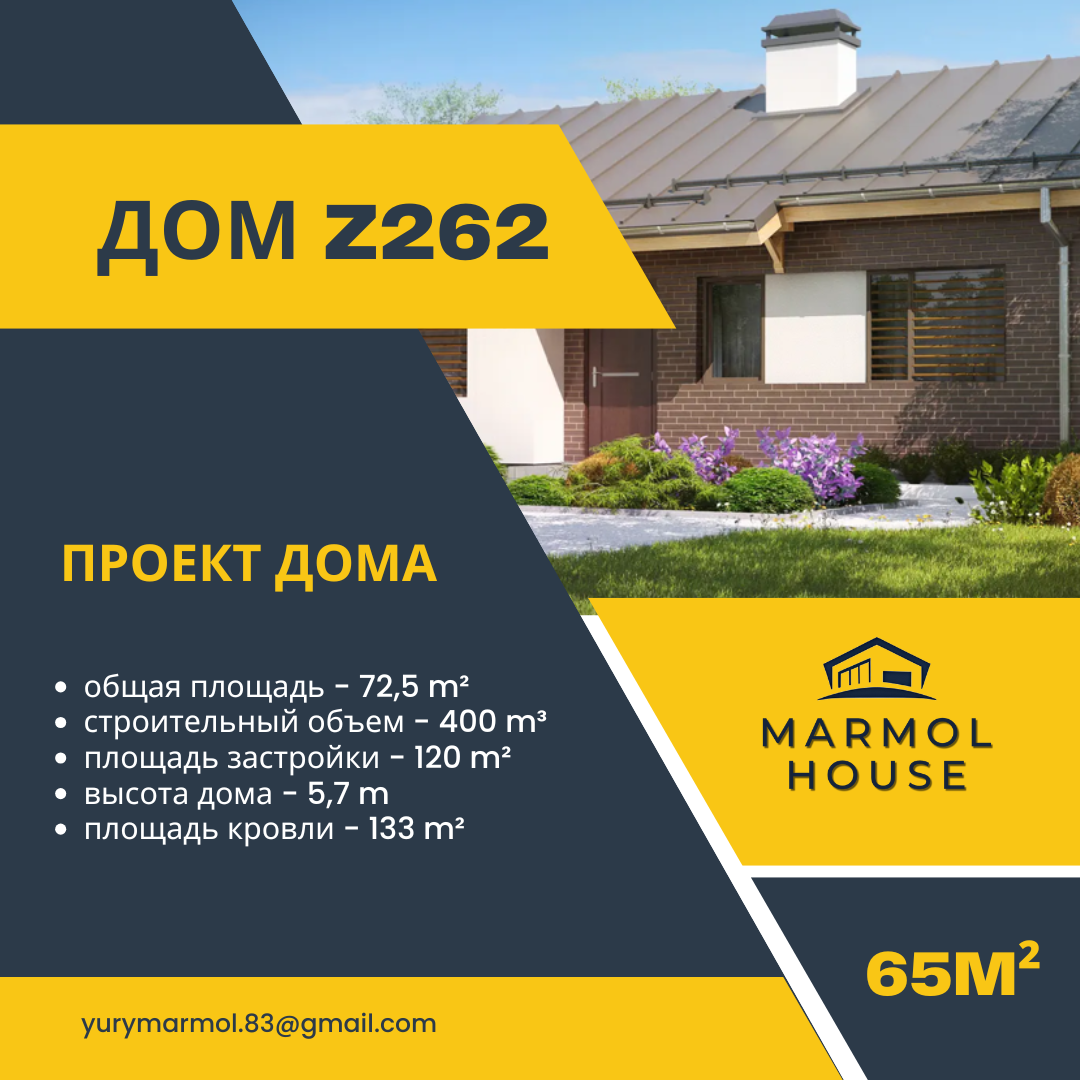 ДОМ Z262
ПРОЕКТ ДОМА
• общая площадь - 72,5 m²
• строительный объем - 400 m³
• площадь застройки - 120 m²
• высота дома - 5,7 m
• площадь кровли - 133 m²
MARMOL
HOUSE
65М²
yurymarmol.83@gmail.com